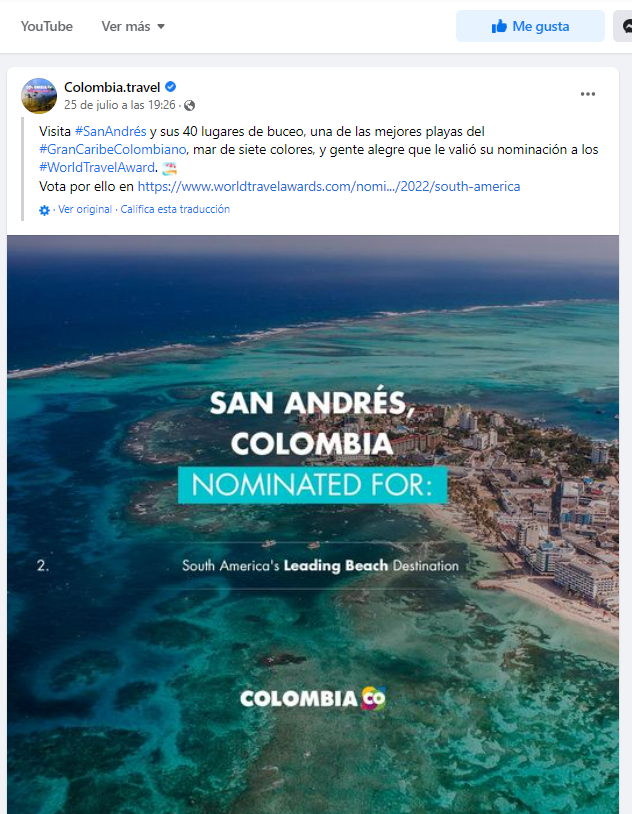 YouTube
Ver más
Me gusta
Colombia.travel
25 de julio a las 19:26 ·
Visita #SanAndrés y sus 40 lugares de buceo, una de las mejores playas del
#GranCaribeColombiano, mar de siete colores, y gente alegre que le valió su nominación a los
#WorldTravelAward.
Vota por ello en https://www.worldtravelawards.com/nomi.../2022/south-america
· Ver original · Califica esta traducción
SAN ANDRÉS,
COLOMBIA
NOMINATED FOR:
2.
South America's Leading Beach Destination
COLOMBIA CO